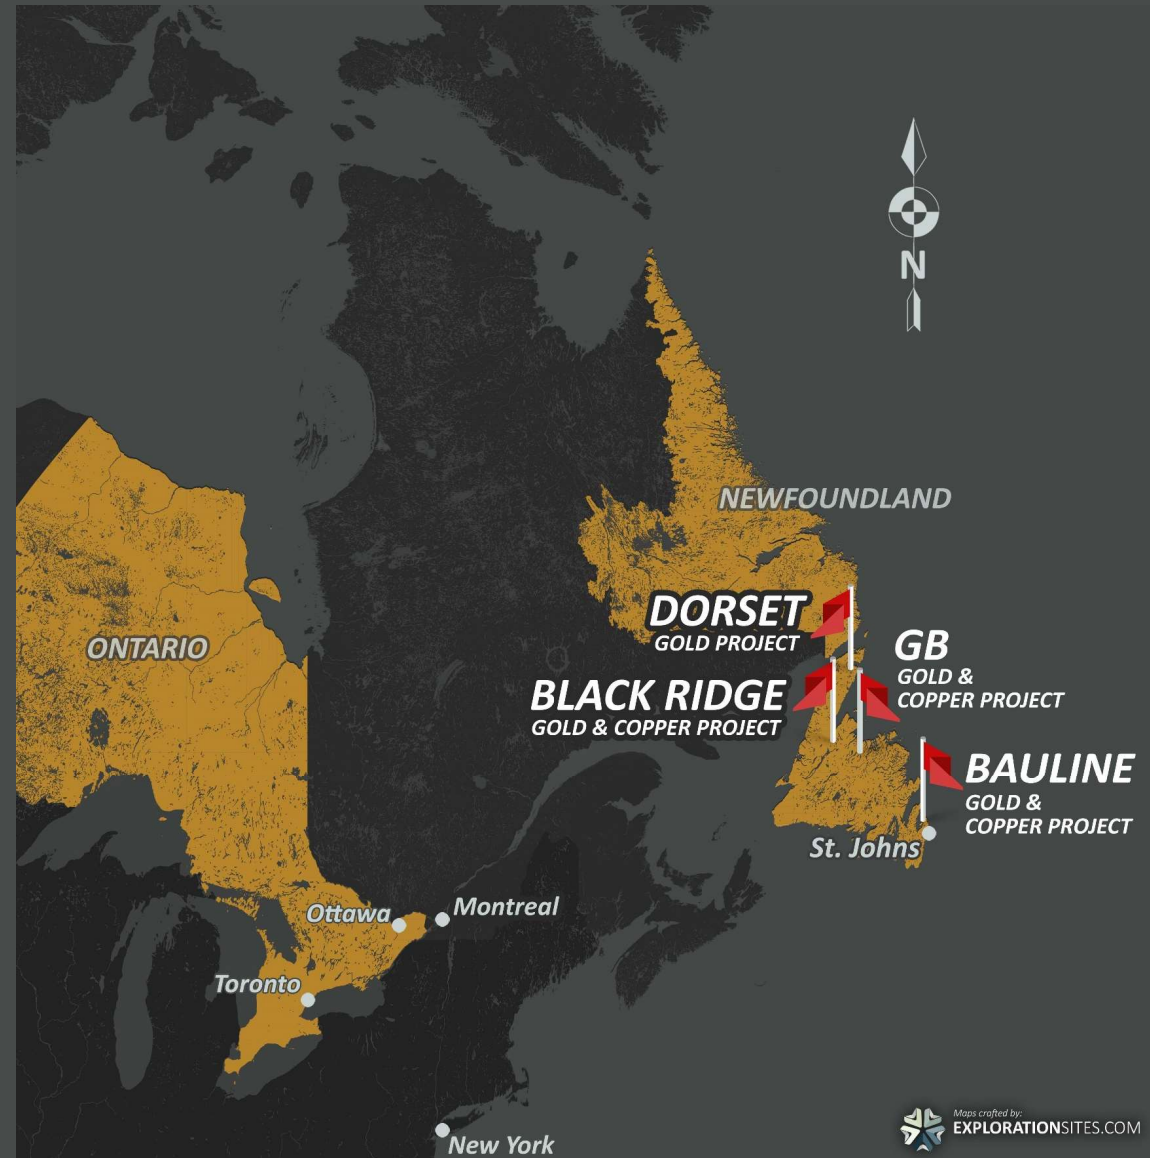 N
NEWFOUNDLAND
DORSET
GOLD PROJECT
GB
GOLD &
COPPER PROJECT
ONTARIO
BLACK RIDGE
GOLD & COPPER PROJECT
BAULINE
GOLD &
COPPER PROJECT
St. Johns
Ottawa
Montreal
Toronto
New York
Maps crafted by:
EXPLORATIONSITES.COM